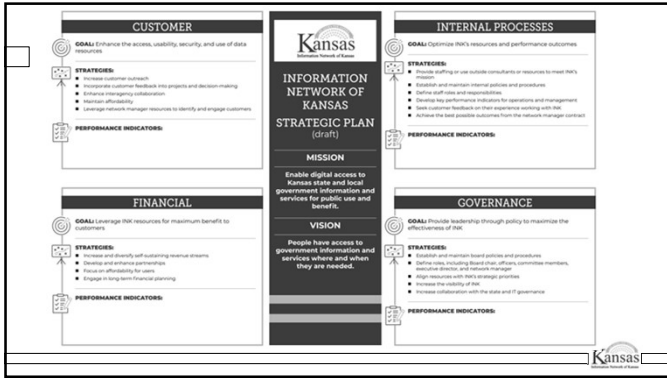 CUSTOMER
GOAL: Enhance the access, usability, security, and use of data
resources
STRATEGIES:
■ Increase customer outreach
■ Incorporate customer feedback into projects and decision making
■ Enhance interagency collaboration
■ Maintain affordability
■ Leverage network manager resources to identify and engage customers
PERFORMANCE INDICATORS:
FINANCIAL
GOAL: Leverage INK resources for maximum benefit to
customers
STRATEGIES:
■ Increase and diversify self-sustaining revenue streams
■ Develop and enhance partnerships
■ Focus on affordability for users
■ Engage in long-term financial planning
PERFORMANCE INDICATORS:
Kansas
Information Network of Kansas
INFORMATION
NETWORK OF
KANSAS
STRATEGIC PLAN
(draft)
MISSION
Enable digital access to
Kansas state and local
government information and
services for public use and
benefit.
VISION
People have access to
government information and
services where and when
they are needed.
INTERNAL PROCESSES
GOAL: Optimize INK's resources and performance outcomes
STRATEGIES:
■ Provide staffing or use outside consultants or resources to meet INK's
mission
■ Establish and maintain internal policies and procedures
■ Define staff roles and responsibilities
■ Develop key performance indicators for operations and management
■ Seek customer feedback on their experience working with INK
■ Achieve the best possible outcomes from the network manager contract
PERFORMANCE INDICATORS:
GOVERNANCE
GOAL: Provide leadership through policy to maximize the
effectiveness of INK
STRATEGIES:
■ Establish and maintain board policies and procedures
■ Define roles, including Board chair, officers, committee members,
executive director, and network manager
■ Align resources with INK's strategic priorities
■ Increase the visibility of INK
■ Increase collaboration with the state and IT governance
PERFORMANCE INDICATORS:
Kansas
Information Network of Kansas